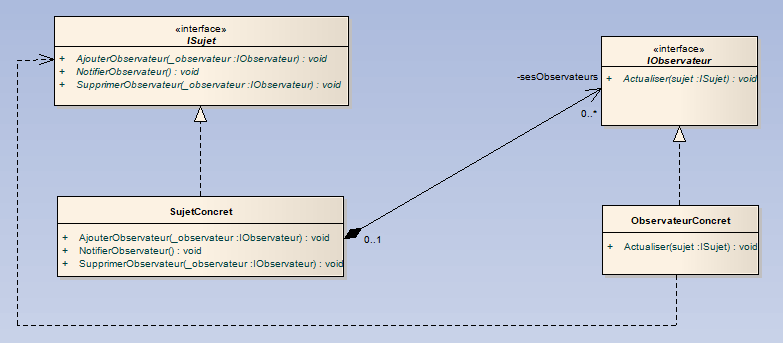 «interface»
ISujet
+ AjouterObservateur(_observateur :IObservateur) : void
+ NotifierObservateur() : void
+ SupprimerObservateur(_observateur :IObservateur) : void
«interface»
IObservateur
+ Actualiser(sujet :ISujet) : void
-sesObservateurs
0..*
SujetConcret
+ AjouterObservateur(_observateur :IObservateur) : void
+ NotifierObservateur() : void
+ SupprimerObservateur(_observateur :IObservateur) : void
0..1
ObservateurConcret
+ Actualiser(sujet :ISujet) : void